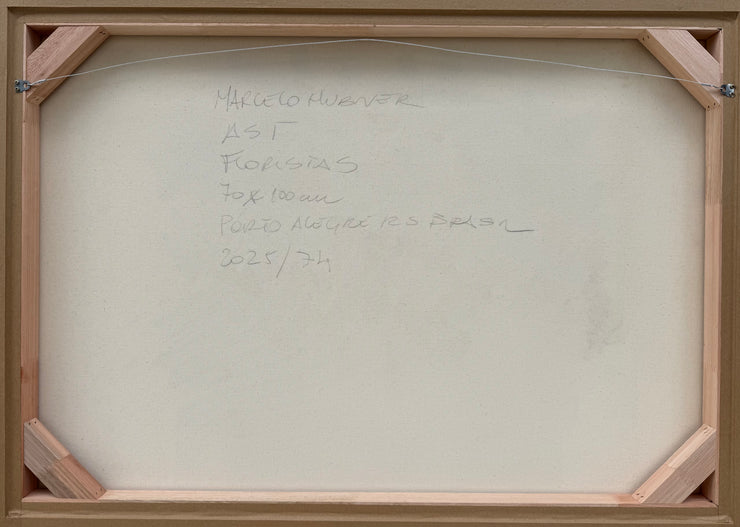 MARCELO HUBNER
AST
FLORISTAS
70X100cm
PORTO ALEGRE RS BRASIL
2025/74